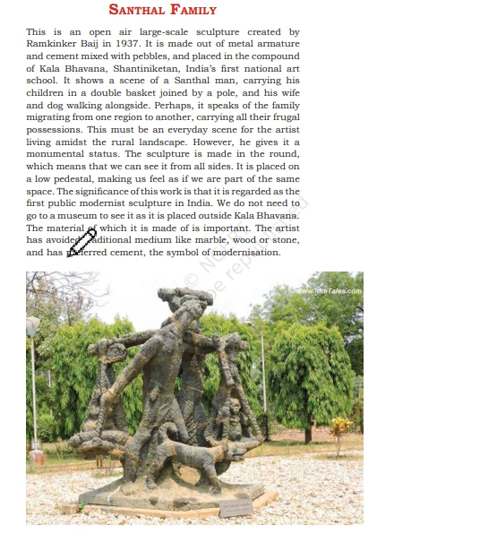 SANTHAL FAMILY
This is an open air large-scale sculpture created by
Ramkinker Baij in 1937. It is made out of metal armature
and cement mixed with pebbles, and placed in the compound
of Kala Bhavana, Shantiniketan, India's first national art
school. It shows a scene of a Santhal man, carrying his
children in a double basket joined by a pole, and his wife
and dog walking alongside. Perhaps, it speaks of the family
migrating from one region to another, carrying all their frugal
possessions. This must be an everyday scene for the artist
living amidst the rural landscape. However, he gives it a
monumental status. The sculpture is made in the round,
which means that we can see it from all sides. It is placed on
a low pedestal, making us feel as if we are part of the same
space. The significance of this work is that it is regarded as the
first public modernist sculpture in India. We do not need to
go to a museum to see it as it is placed outside Kala Bhavana.
The material of which it is made of is important. The artist
has avoided traditional medium like marble, wood or stone,
and has preferred cement, the symbol of modernisation.